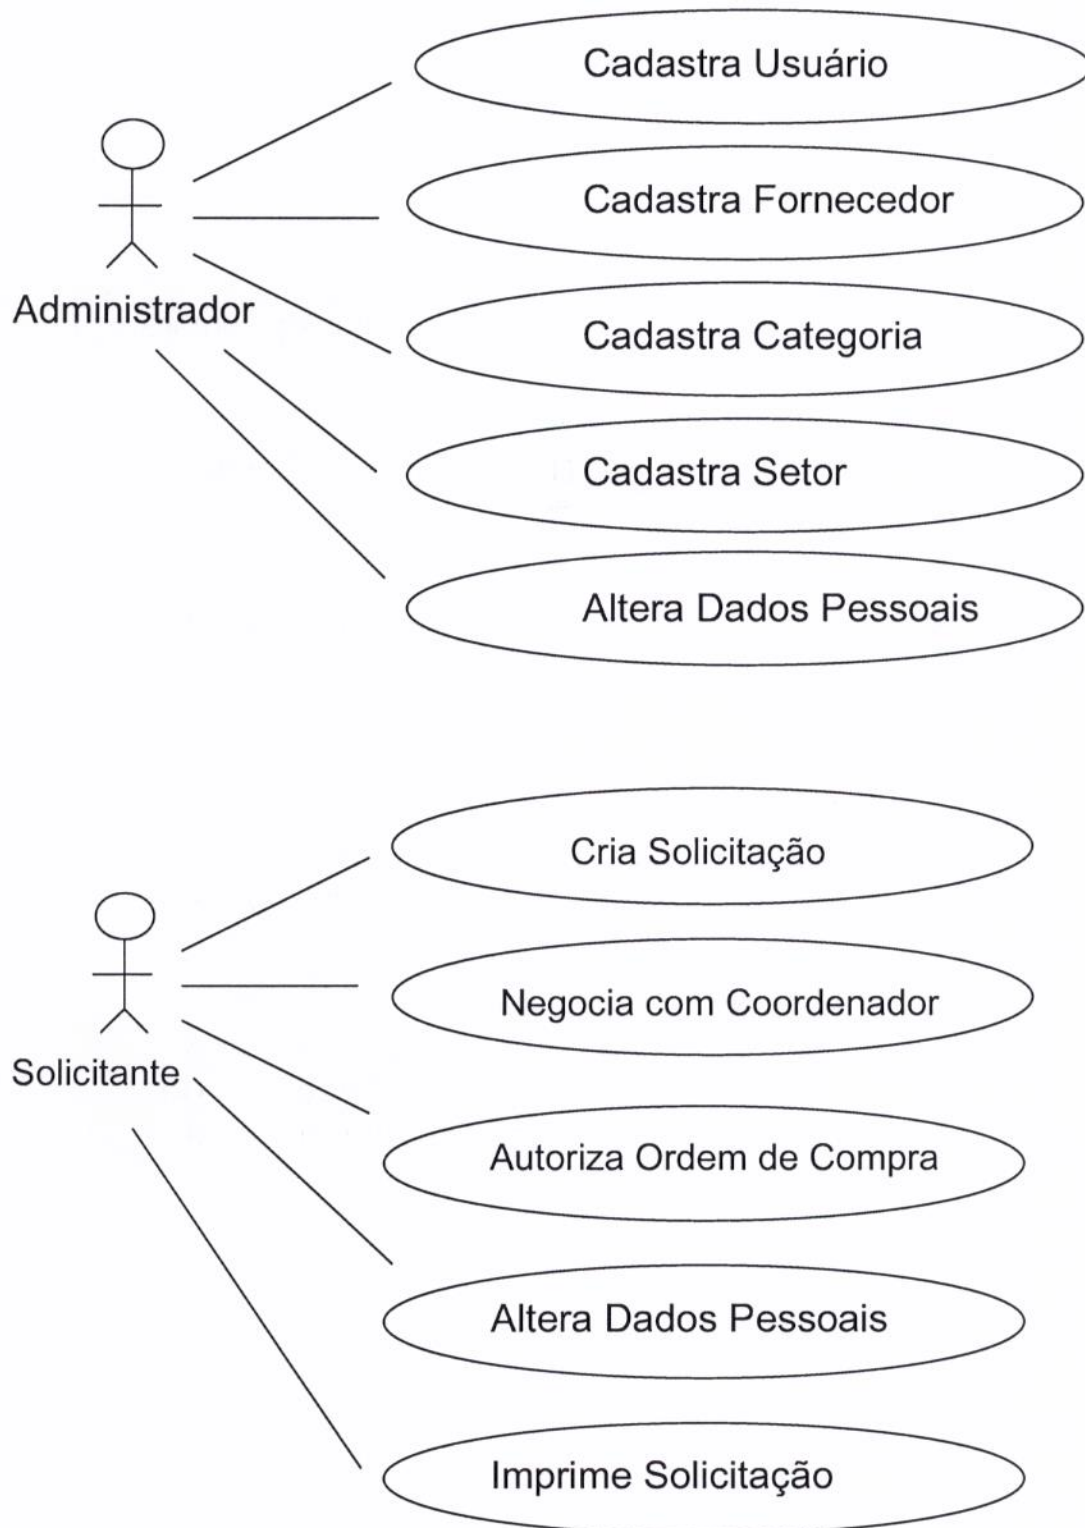 Cadastra Usuário
Cadastra Fornecedor
Administrador
Cadastra Categoria
Cadastra Setor
Altera Dados Pessoais
Cria Solicitação
Negocia com Coordenador
Solicitante
Autoriza Ordem de Compra
Altera Dados Pessoais
Imprime Solicitação